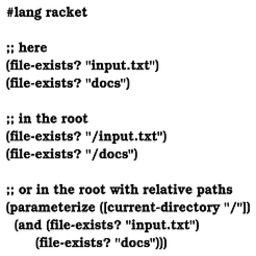 #lang racket

;; here
(file-exists? "input.txt")
(file-exists? "docs")

;; in the root
(file-exists? "/input.txt")
(file-exists? "/docs")

;; or in the root with relative paths
(parameterize ([current-directory "/"])
  (and (file-exists? "input.txt")
       (file-exists? "docs")))